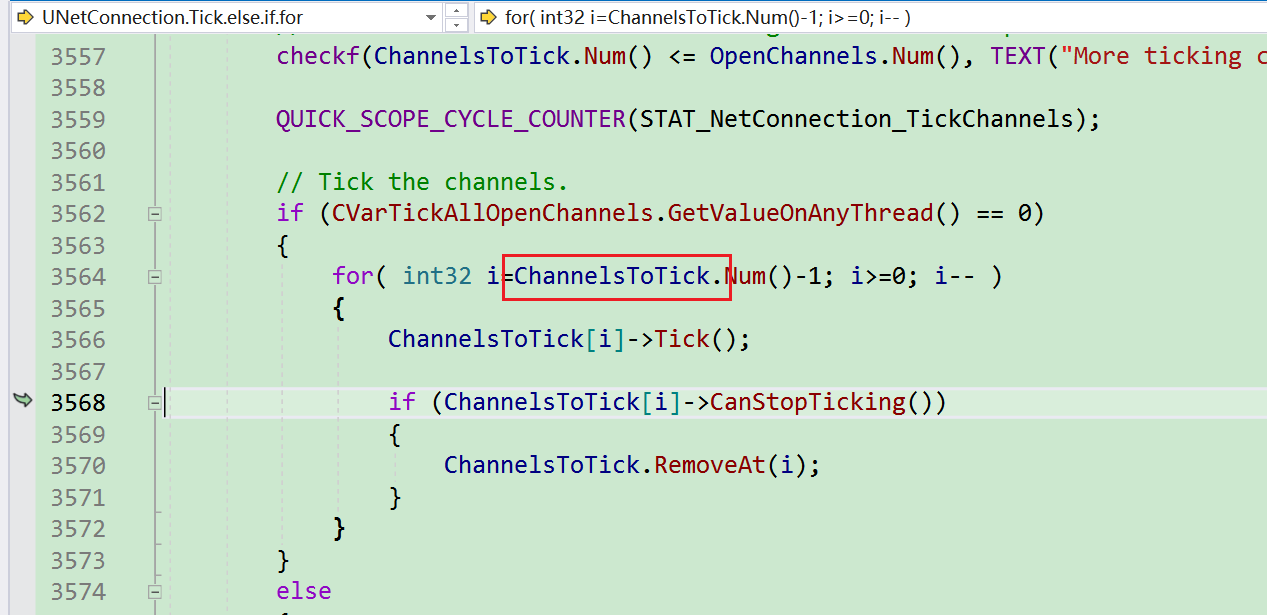 UNetConnection.Tick.else.if.for
for( int32 i=ChannelsToTick.Num()-1; i>=0; i-- )
3557 checkf(ChannelsToTick.Num() <= OpenChannels.Num(), TEXT("More ticking c
3558
3559 QUICK_SCOPE_CYCLE_COUNTER(STAT_NetConnection_TickChannels);
3560
3561 // Tick the channels.
3562 if (CVarTickAllOpenChannels.GetValueOnAnyThread() == 0)
3563 {
3564 for( int32 i=ChannelsToTick.Num()-1; i>=0; i-- )
3565 {
3566 ChannelsToTick[i]->Tick();
3567
3568 if (ChannelsToTick[i]->CanStopTicking())
3569 {
3570 ChannelsToTick.RemoveAt(i);
3571 }
3572 }
3573 }
3574 else